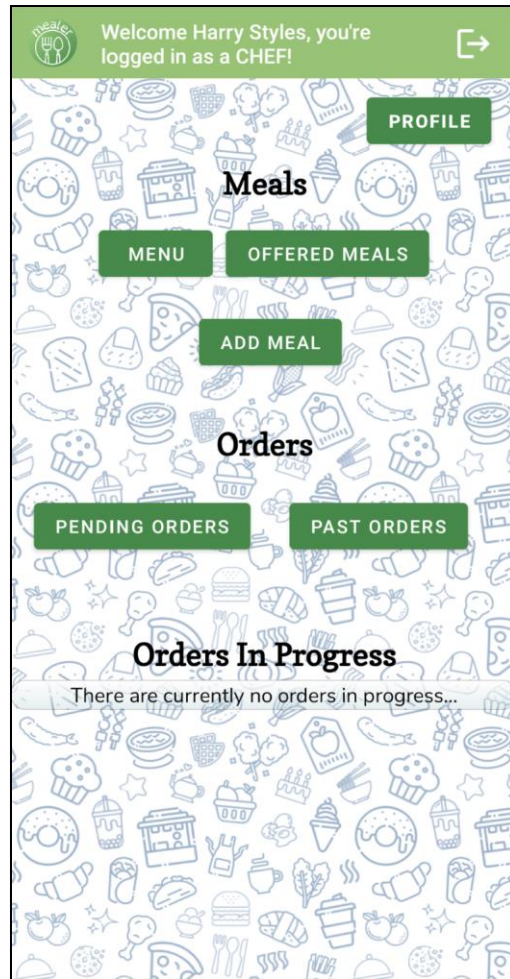 mealer
Welcome Harry Styles, you're
logged in as a CHEF!
PROFILE
Meals
MENU OFFERED MEALS
ADD MEAL
Orders
PENDING ORDERS PAST ORDERS
Orders In Progress
There are currently no orders in progress...